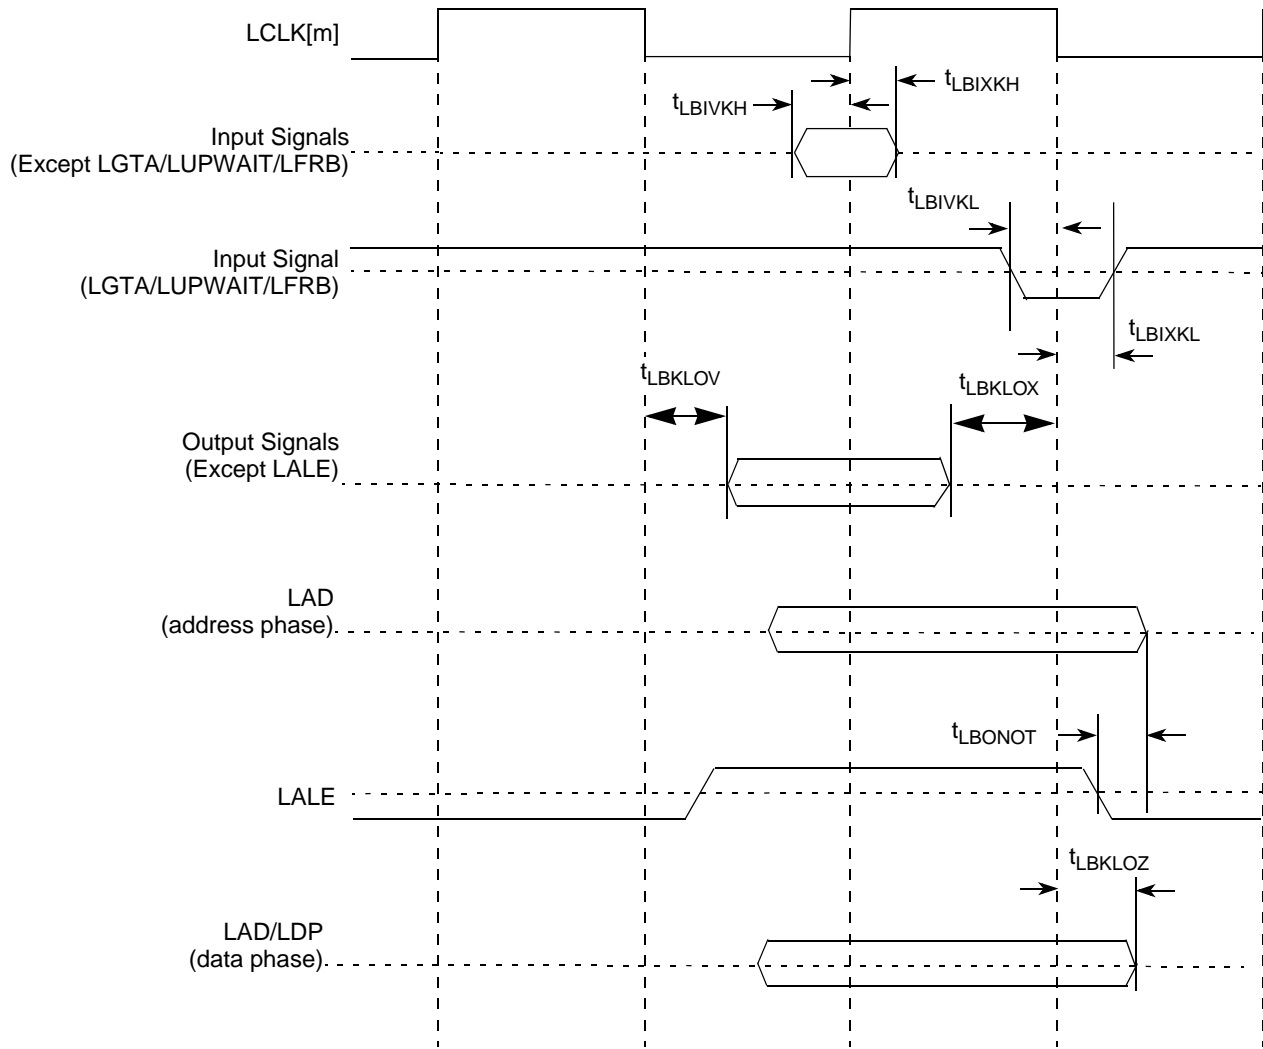 LCLK[m]
tLBIXKH
tLBIVKH
Input Signals
(Except LGTA/LUPWAIT/LFRB)
tLBIVKL
Input Signal
(LGTA/LUPWAIT/LFRB)
tLBIXKL
tLBKLOV
tLBKLOX
Output Signals
(Except LALE)
LAD
(address phase)
tLBONOT
LALE
tLBKLOZ
LAD/LDP
(data phase)